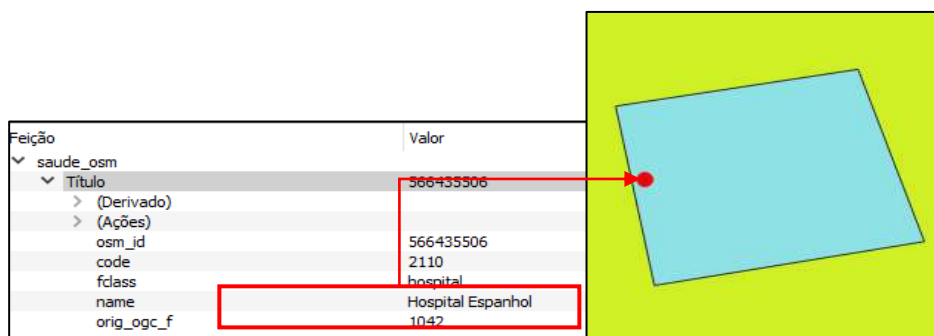 Feição Valor
saude_osm
Título 566435506
(Derivado)
(Ações)
osm_id 566435506
code 2110
fclass hospital
name Hospital Espanhol
orig_ogc_f 1042